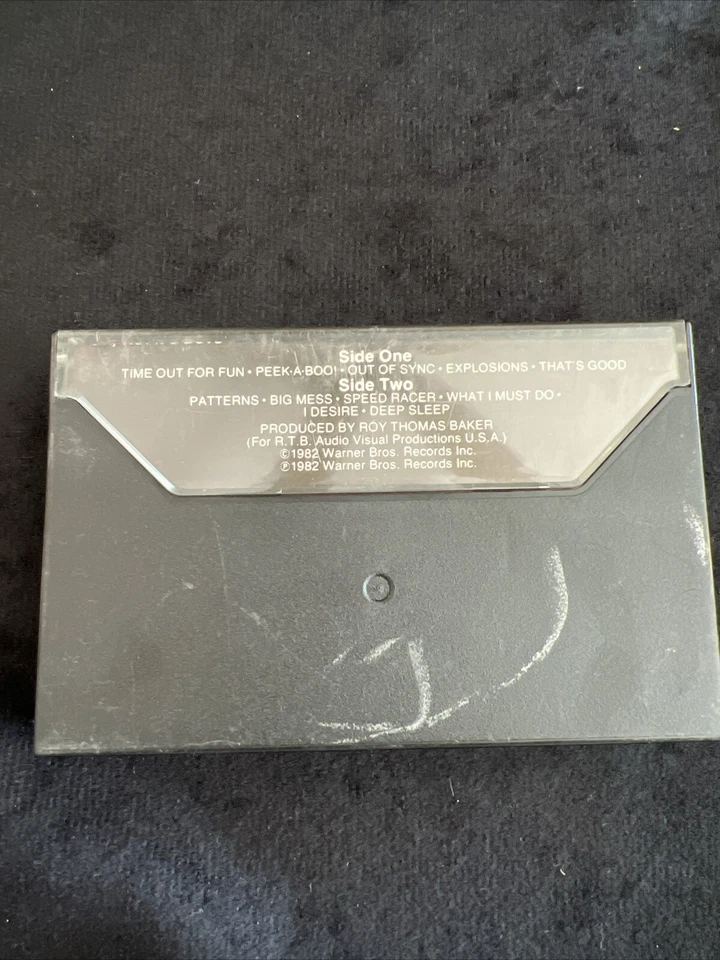 Side One
TIME OUT FOR FUN • PEEK-A-BOO! • OUT OF SYNC • EXPLOSIONS • THAT'S GOOD
Side Two
PATTERNS • BIG MESS • SPEED RACER • WHAT I MUST DO •
I DESIRE • DEEP SLEEP
PRODUCED BY ROY THOMAS BAKER
(For R.T.B. Audio Visual Productions U.S.A.)
©1982 Warner Bros. Records Inc.
℗1982 Warner Bros. Records Inc.